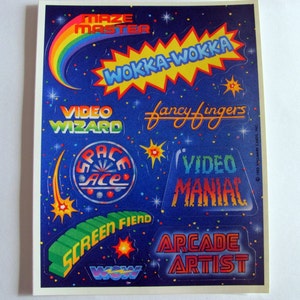 MAZE
MASTER
WOKKA-WOKKA
VIDEO
WIZARD
fancy fingers
SPACE
ACE
VIDEO
MANIAC
SCREEN FIEND
ARCADE
ARTIST
WOW